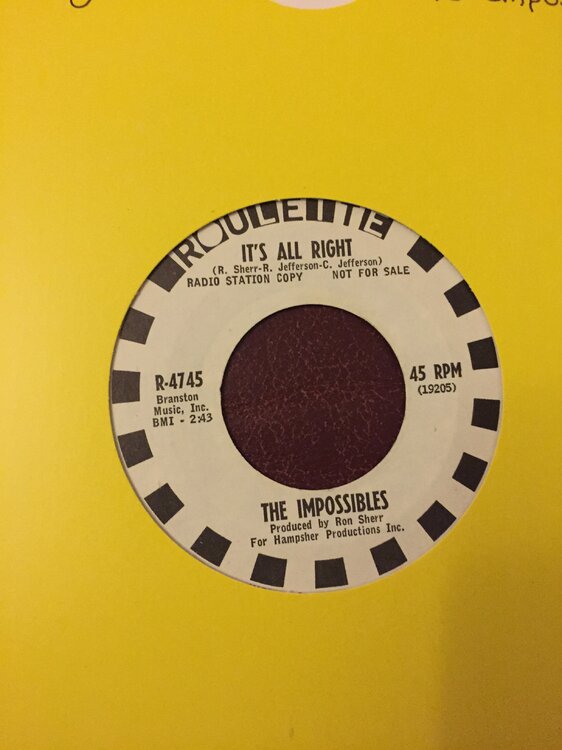 ROULETTE
IT'S ALL RIGHT
(R. Sherr-R. Jefferson-C. Jefferson)
RADIO STATION COPY NOT FOR SALE
R-4745
Branston
Music, Inc.
BMI - 2:43
45 RPM
(19205)
THE IMPOSSIBLES
Produced by Ron Sherr
For Hampsher Productions Inc.